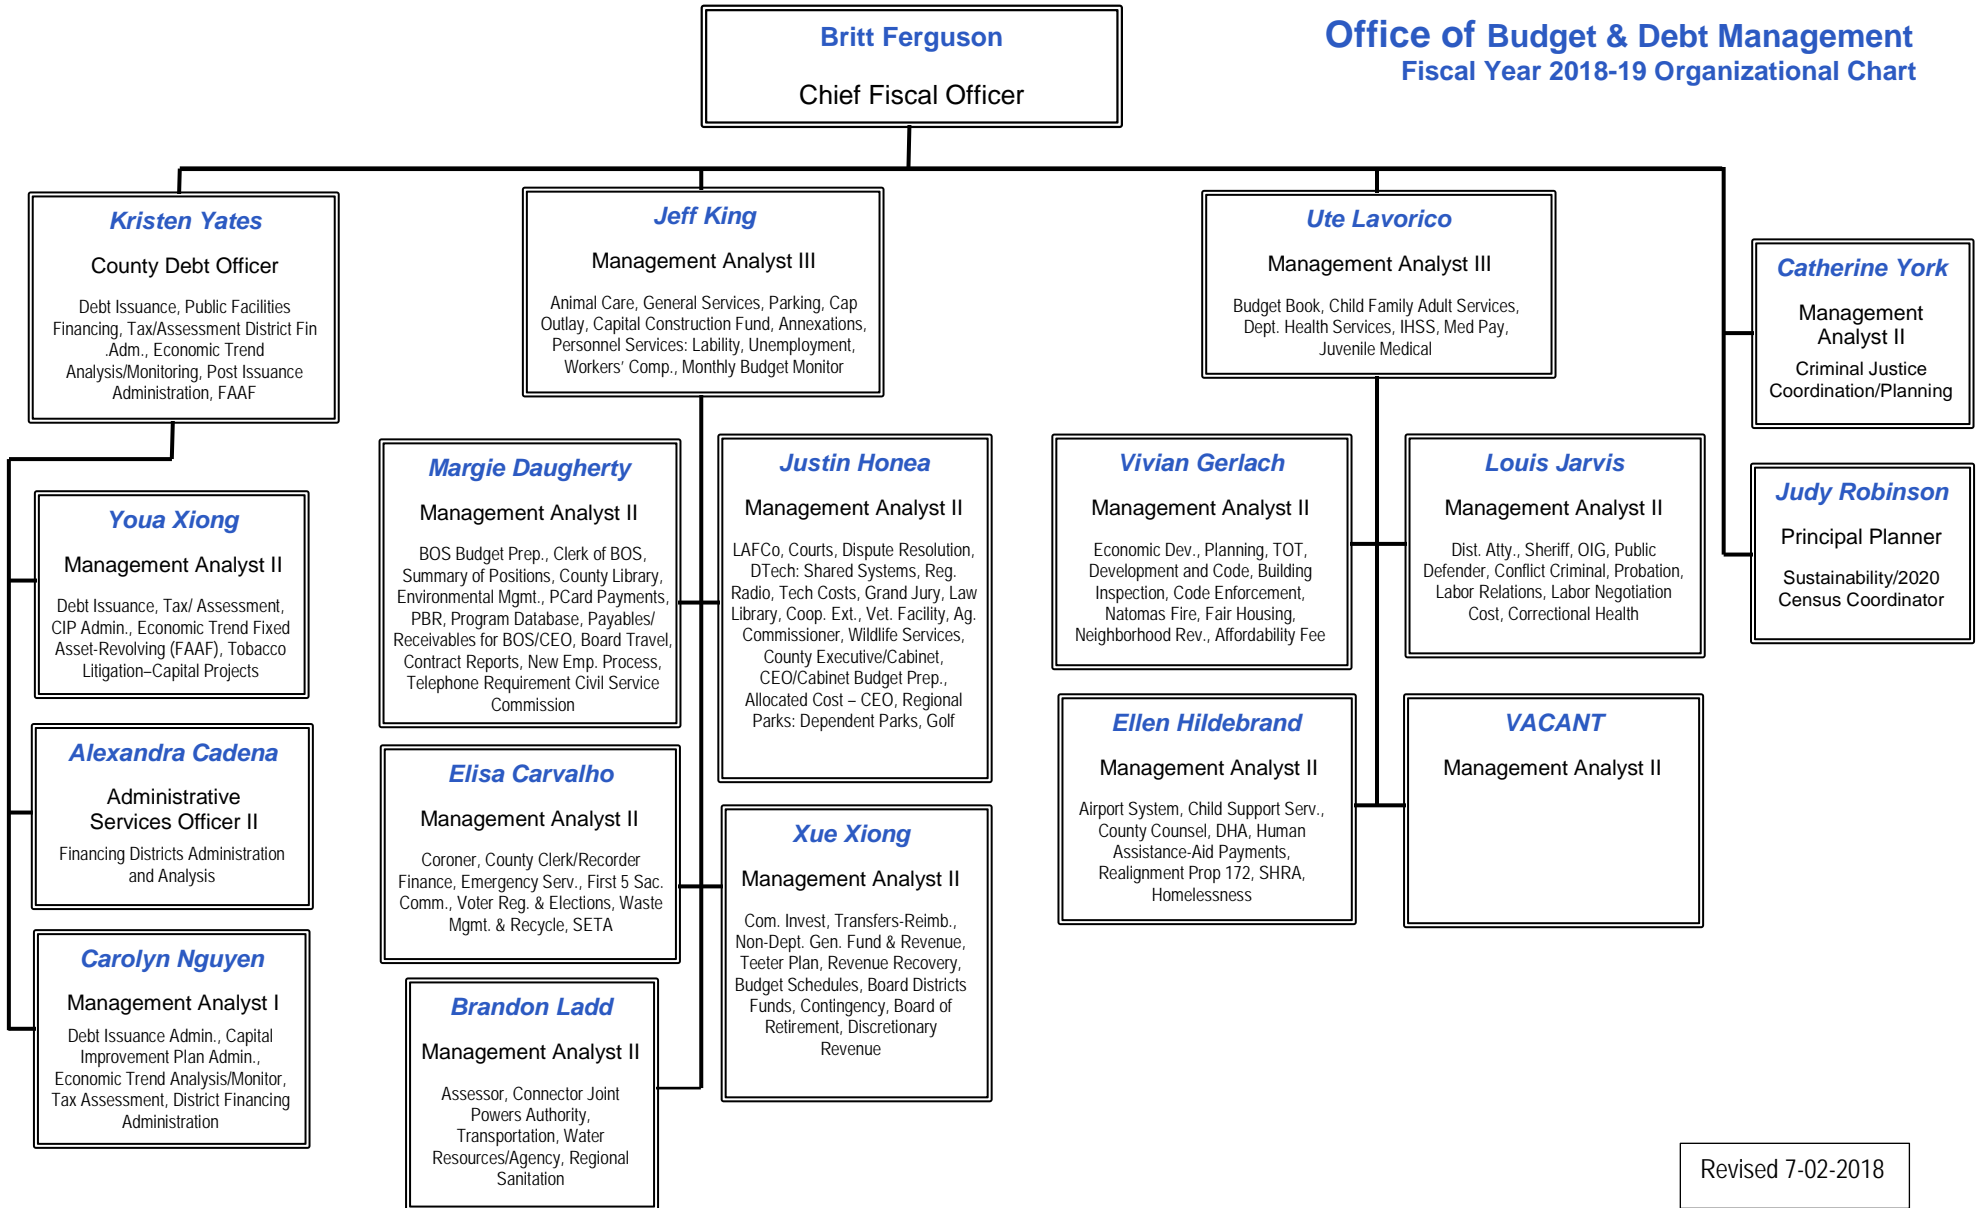 Britt Ferguson
Chief Fiscal Officer
Office of Budget & Debt Management
Fiscal Year 2018-19 Organizational Chart
Kristen Yates
County Debt Officer
Debt Issuance, Public Facilities
Financing, Tax/Assessment District Fin
.Adm., Economic Trend
Analysis/Monitoring, Post Issuance
Administration, FAAF
Jeff King
Management Analyst III
Animal Care, General Services, Parking, Cap
Outlay, Capital Construction Fund, Annexations,
Personnel Services: Lability, Unemployment,
Workers' Comp., Monthly Budget Monitor
Ute Lavorico
Management Analyst III
Budget Book, Child Family Adult Services,
Dept. Health Services, IHSS, Med Pay,
Juvenile Medical
Catherine York
Management
Analyst II
Criminal Justice
Coordination/Planning
Judy Robinson
Principal Planner
Sustainability/2020
Census Coordinator
Youa Xiong
Management Analyst II
Debt Issuance, Tax/ Assessment,
CIP Admin., Economic Trend Fixed
Asset-Revolving (FAAF), Tobacco
Litigation–Capital Projects
Alexandra Cadena
Administrative
Services Officer II
Financing Districts Administration
and Analysis
Carolyn Nguyen
Management Analyst I
Debt Issuance Admin., Capital
Improvement Plan Admin.,
Economic Trend Analysis/Monitor,
Tax Assessment, District Financing
Administration
Margie Daugherty
Management Analyst II
BOS Budget Prep., Clerk of BOS,
Summary of Positions, County Library,
Environmental Mgmt., PCard Payments,
PBR, Program Database, Payables/
Receivables for BOS/CEO, Board Travel,
Contract Reports, New Emp. Process,
Telephone Requirement Civil Service
Commission
Justin Honea
Management Analyst II
LAFCo, Courts, Dispute Resolution,
DTech: Shared Systems, Reg.
Radio, Tech Costs, Grand Jury, Law
Library, Coop. Ext., Vet. Facility, Ag.
Commissioner, Wildlife Services,
County Executive/Cabinet,
CEO/Cabinet Budget Prep.,
Allocated Cost – CEO, Regional
Parks: Dependent Parks, Golf
Elisa Carvalho
Management Analyst II
Coroner, County Clerk/Recorder
Finance, Emergency Serv., First 5 Sac.
Comm., Voter Reg. & Elections, Waste
Mgmt. & Recycle, SETA
Xue Xiong
Management Analyst II
Com. Invest, Transfers-Reimb.,
Non-Dept. Gen. Fund & Revenue,
Teeter Plan, Revenue Recovery,
Budget Schedules, Board Districts
Funds, Contingency, Board of
Retirement, Discretionary
Revenue
Brandon Ladd
Management Analyst II
Assessor, Connector Joint
Powers Authority,
Transportation, Water
Resources/Agency, Regional
Sanitation
Vivian Gerlach
Management Analyst II
Economic Dev., Planning, TOT,
Development and Code, Building
Inspection, Code Enforcement,
Natomas Fire, Fair Housing,
Neighborhood Rev., Affordability Fee
Louis Jarvis
Management Analyst II
Dist. Atty., Sheriff, OIG, Public
Defender, Conflict Criminal, Probation,
Labor Relations, Labor Negotiation
Cost, Correctional Health
Ellen Hildebrand
Management Analyst II
Airport System, Child Support Serv.,
County Counsel, DHA, Human
Assistance-Aid Payments,
Realignment Prop 172, SHRA,
Homelessness
VACANT
Management Analyst II
Revised 7-02-2018